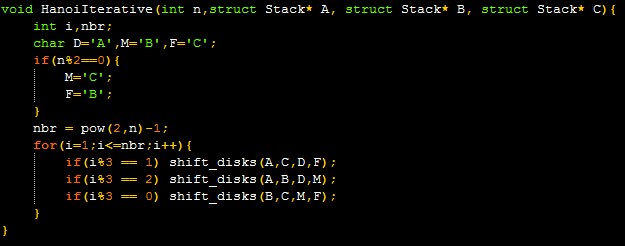 void HanoiIterative(int n,struct Stack* A, struct Stack* B, struct Stack* C){
int i,nbr;
char D='A',M='B',F='C';
if(n%2==0){
M='C';
F='B';
}
nbr = pow(2,n)-1;
for(i=1;i<=nbr;i++){
if(i%3 == 1) shift_disks(A,C,D,F);
if(i%3 == 2) shift_disks(A,B,D,M);
if(i%3 == 0) shift_disks(B,C,M,F);
}
}